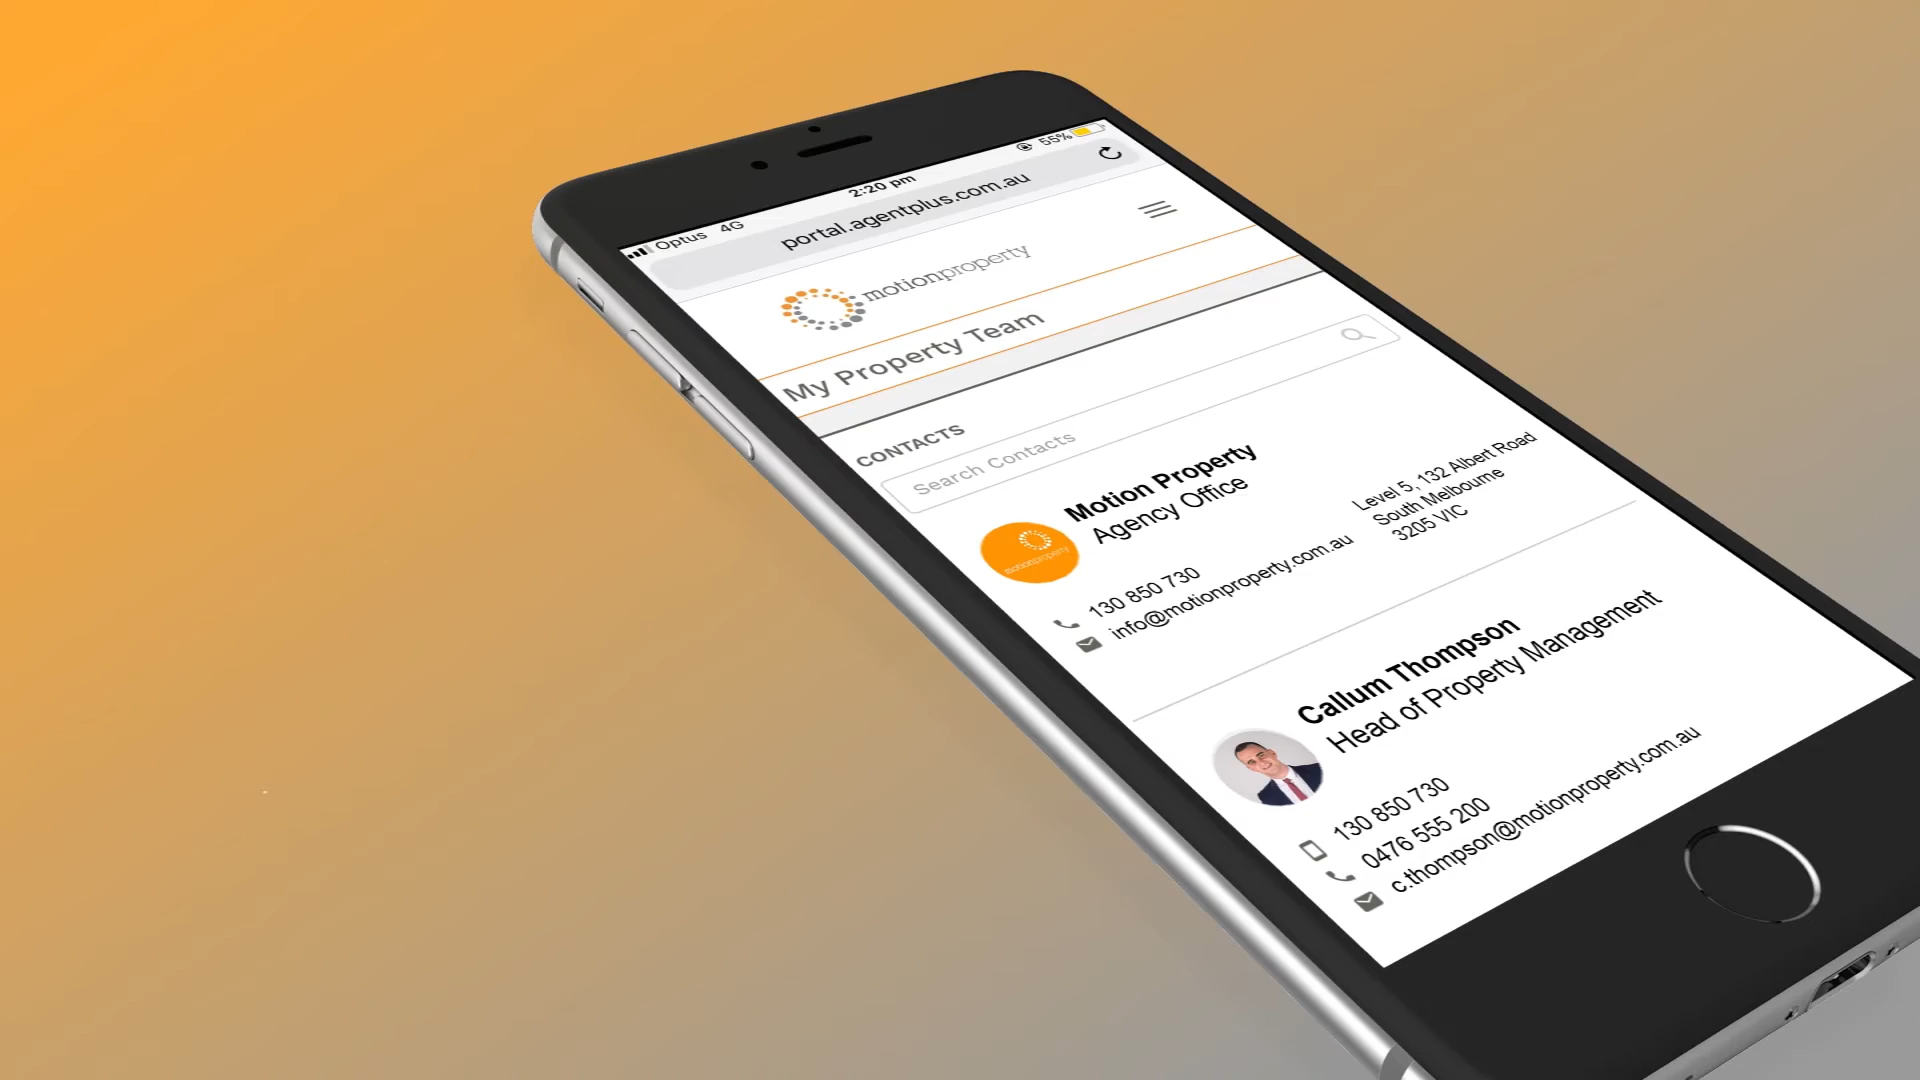 Optus 4G
2:20 pm
55%
portal.agentplus.com.au
motionproperty
My Property Team
CONTACTS
Search Contacts
motionproperty
Motion Property
Agency Office
130 850 730
info@motionproperty.com.au
Level 5, 132 Albert Road
South Melbourne
3205 VIC
Callum Thompson
Head of Property Management
130 850 730
0476 555 200
c.thompson@motionproperty.com.au